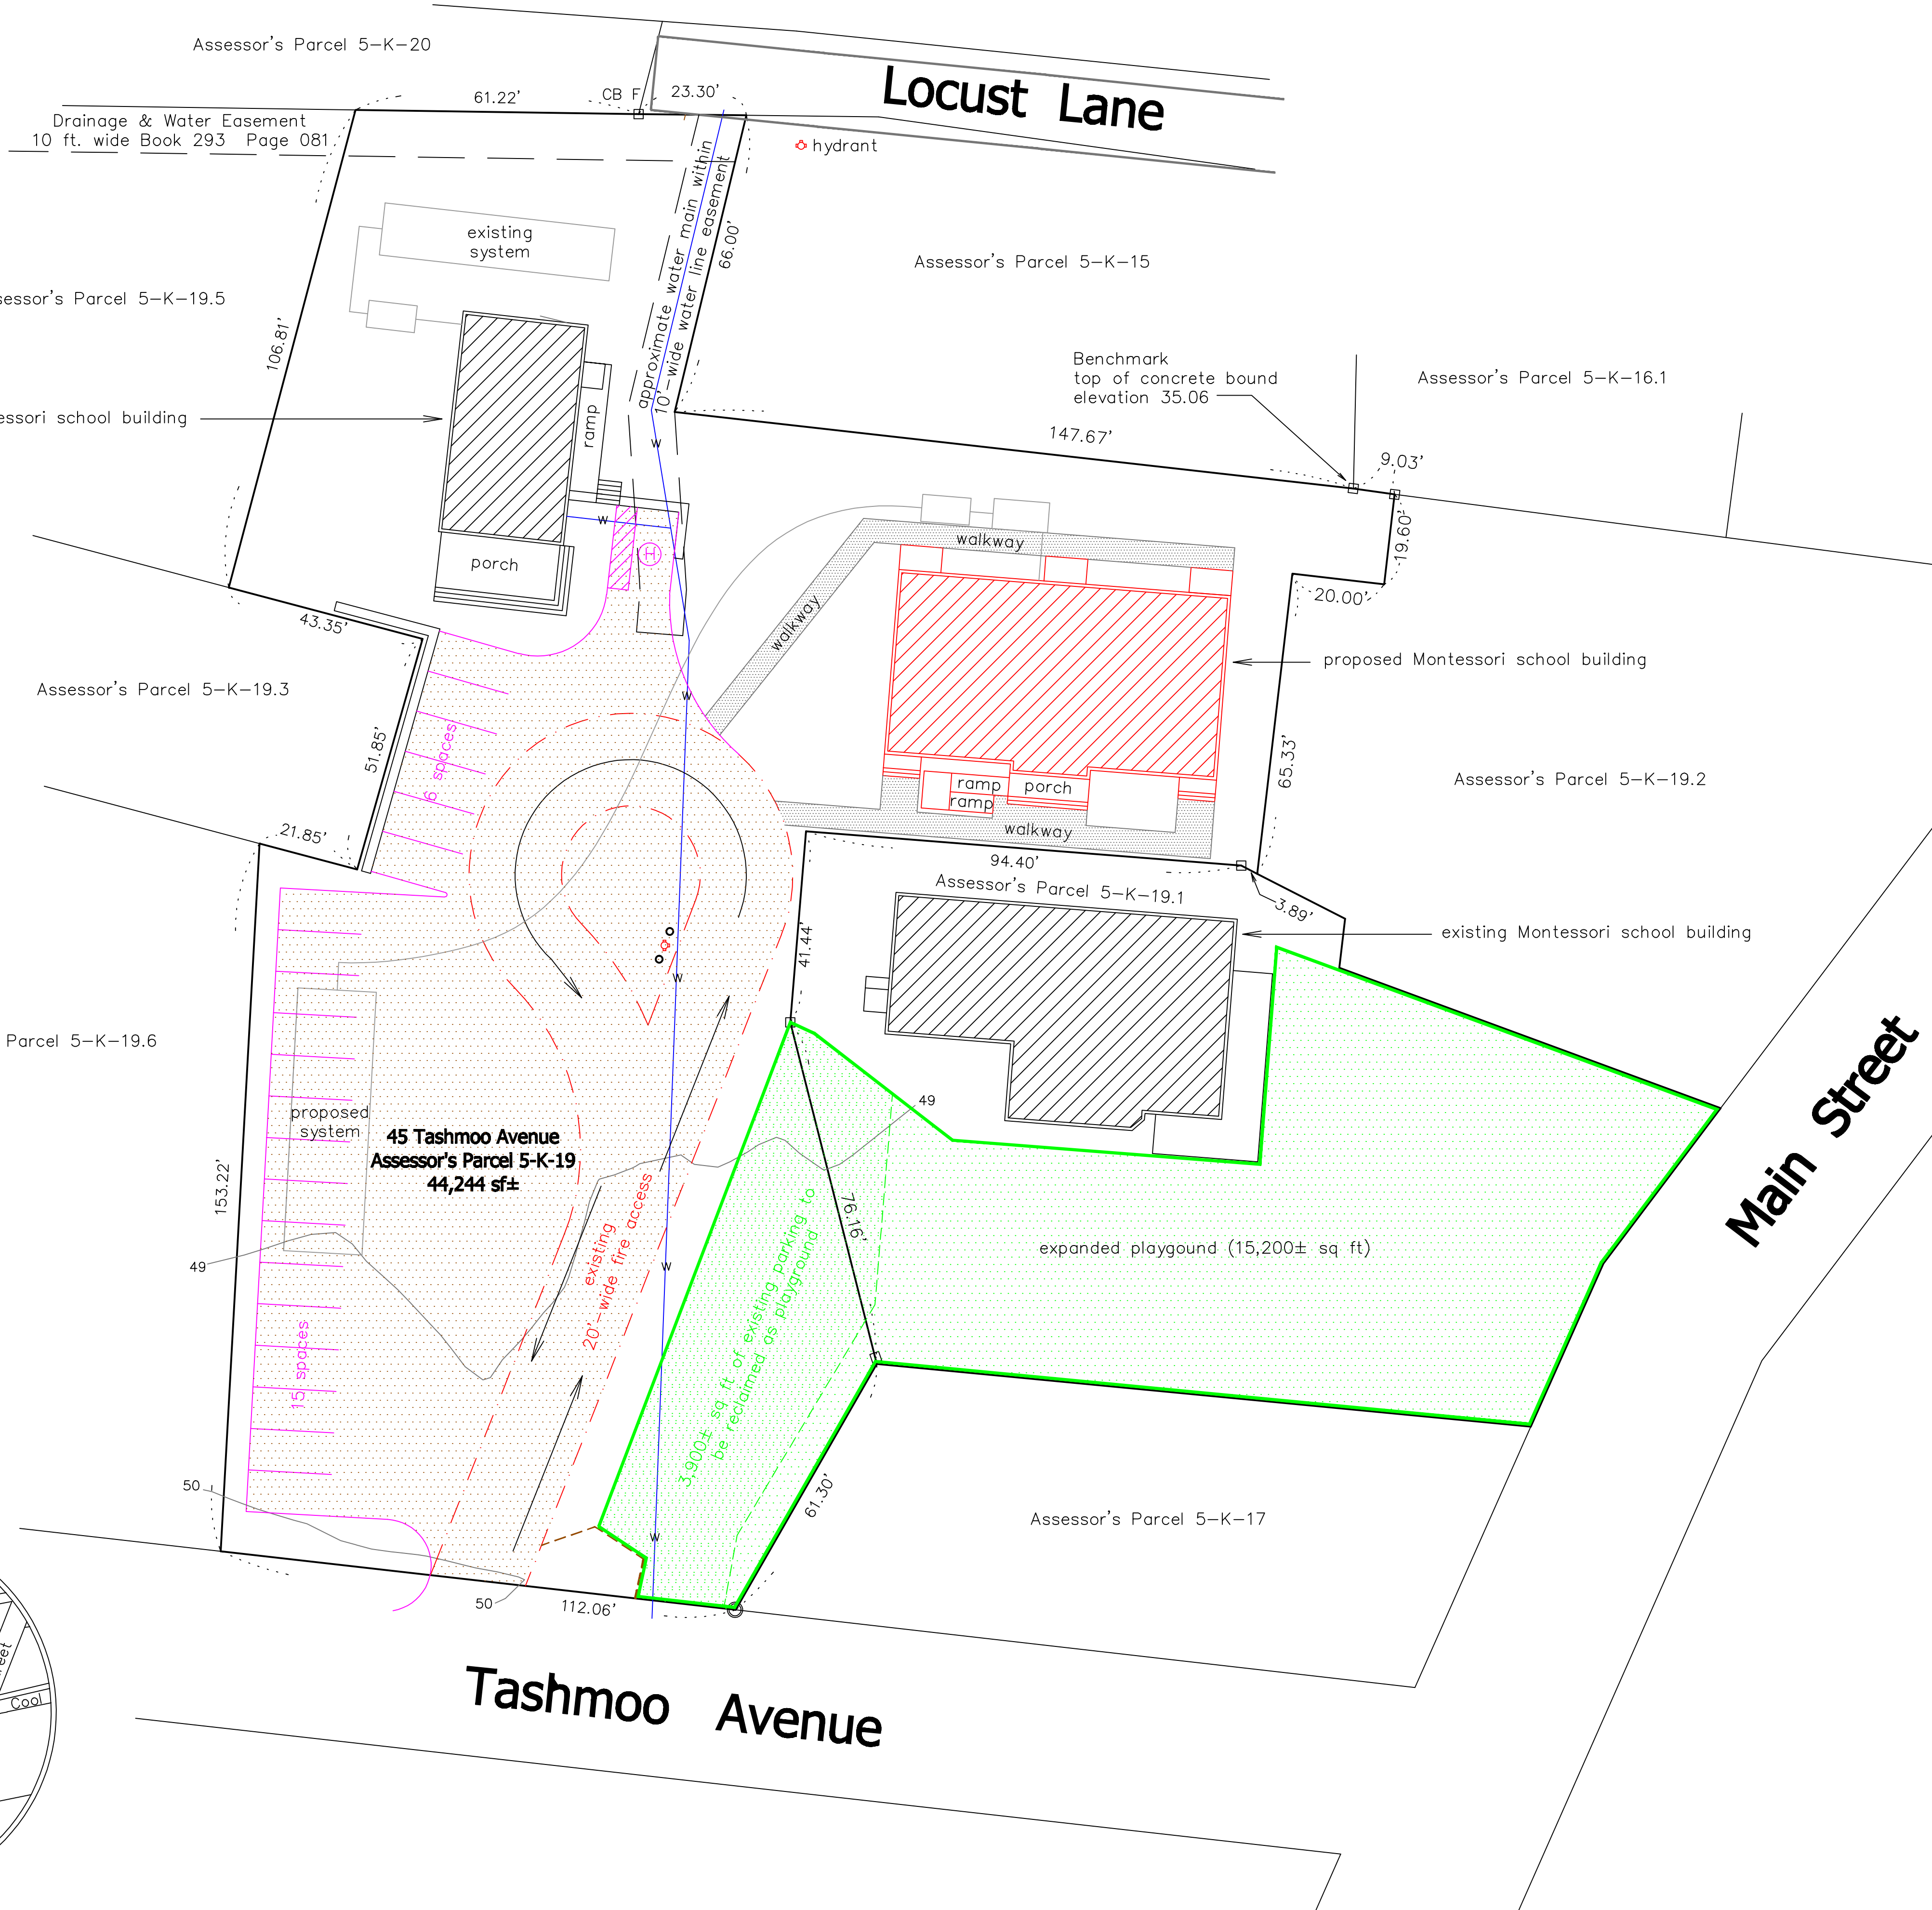 Assessor's Parcel 5-K-20
Locust Lane
61.22'
CB F
23.30'
Drainage & Water Easement
10 ft. wide Book 293 Page 081
hydrant
approximate water main within
10'-wide water line easement
66.00'
existing
system
Assessor's Parcel 5-K-15
sessor's Parcel 5-K-19.5
106.81'
Benchmark
top of concrete bound
elevation 35.06
Assessor's Parcel 5-K-16.1
essori school building
ramp
147.67'
9.03'
W
W
19.60'
walkway
H
porch
20.00'
walkway
43.35'
proposed Montessori school building
Assessor's Parcel 5-K-19.3
W
51.85'
6 spaces
65.33'
Assessor's Parcel 5-K-19.2
ramp
porch
ramp
21.85'
walkway
94.40'
Assessor's Parcel 5-K-19.1
3.89'
41.44'
existing Montessori school building
W
Parcel 5-K-19.6
Main Street
49
proposed
system
45 Tashmoo Avenue
Assessor's Parcel 5-K-19
44,244 sf±
153.22'
76.16'
existing
20'-wide fire access
W
3,900± sq ft of existing parking to
be reclaimed as playground
expanded playgound (15,200± sq ft)
49
15 spaces
50
61.30'
Assessor's Parcel 5-K-17
W
50
112.06'
Tashmoo Avenue
reet
Cool